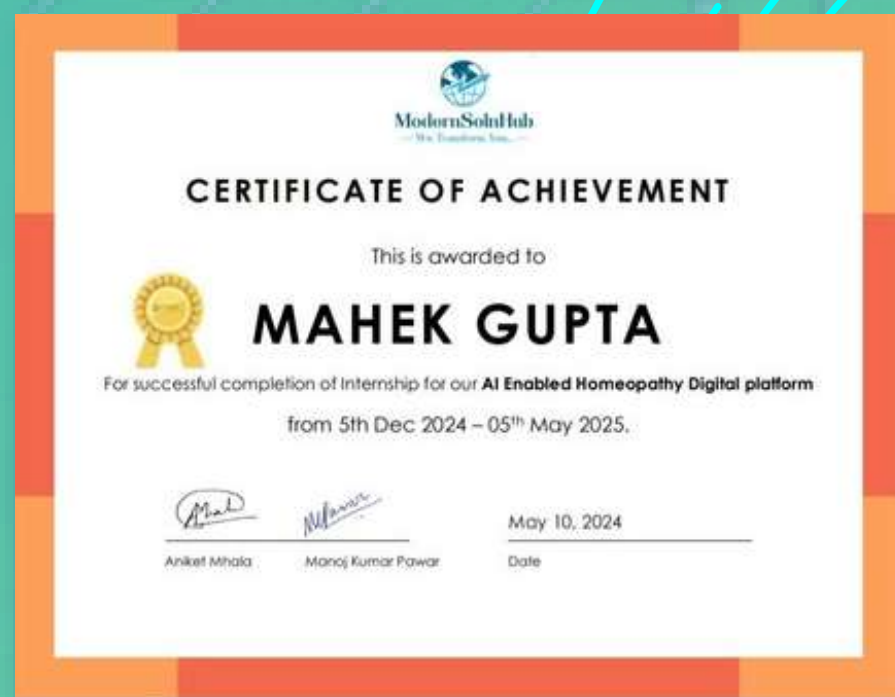 ModornSolnHub
CERTIFICATE OF ACHIEVEMENT
This is awarded to
MAHEK GUPTA
For successful completion of Internship for our AI Enabled Homeopathy Digital platform
from 5th Dec 2024 – 05th May 2025.
May 10, 2024
Aniket Mhala Manoj Kumar Pawar Date